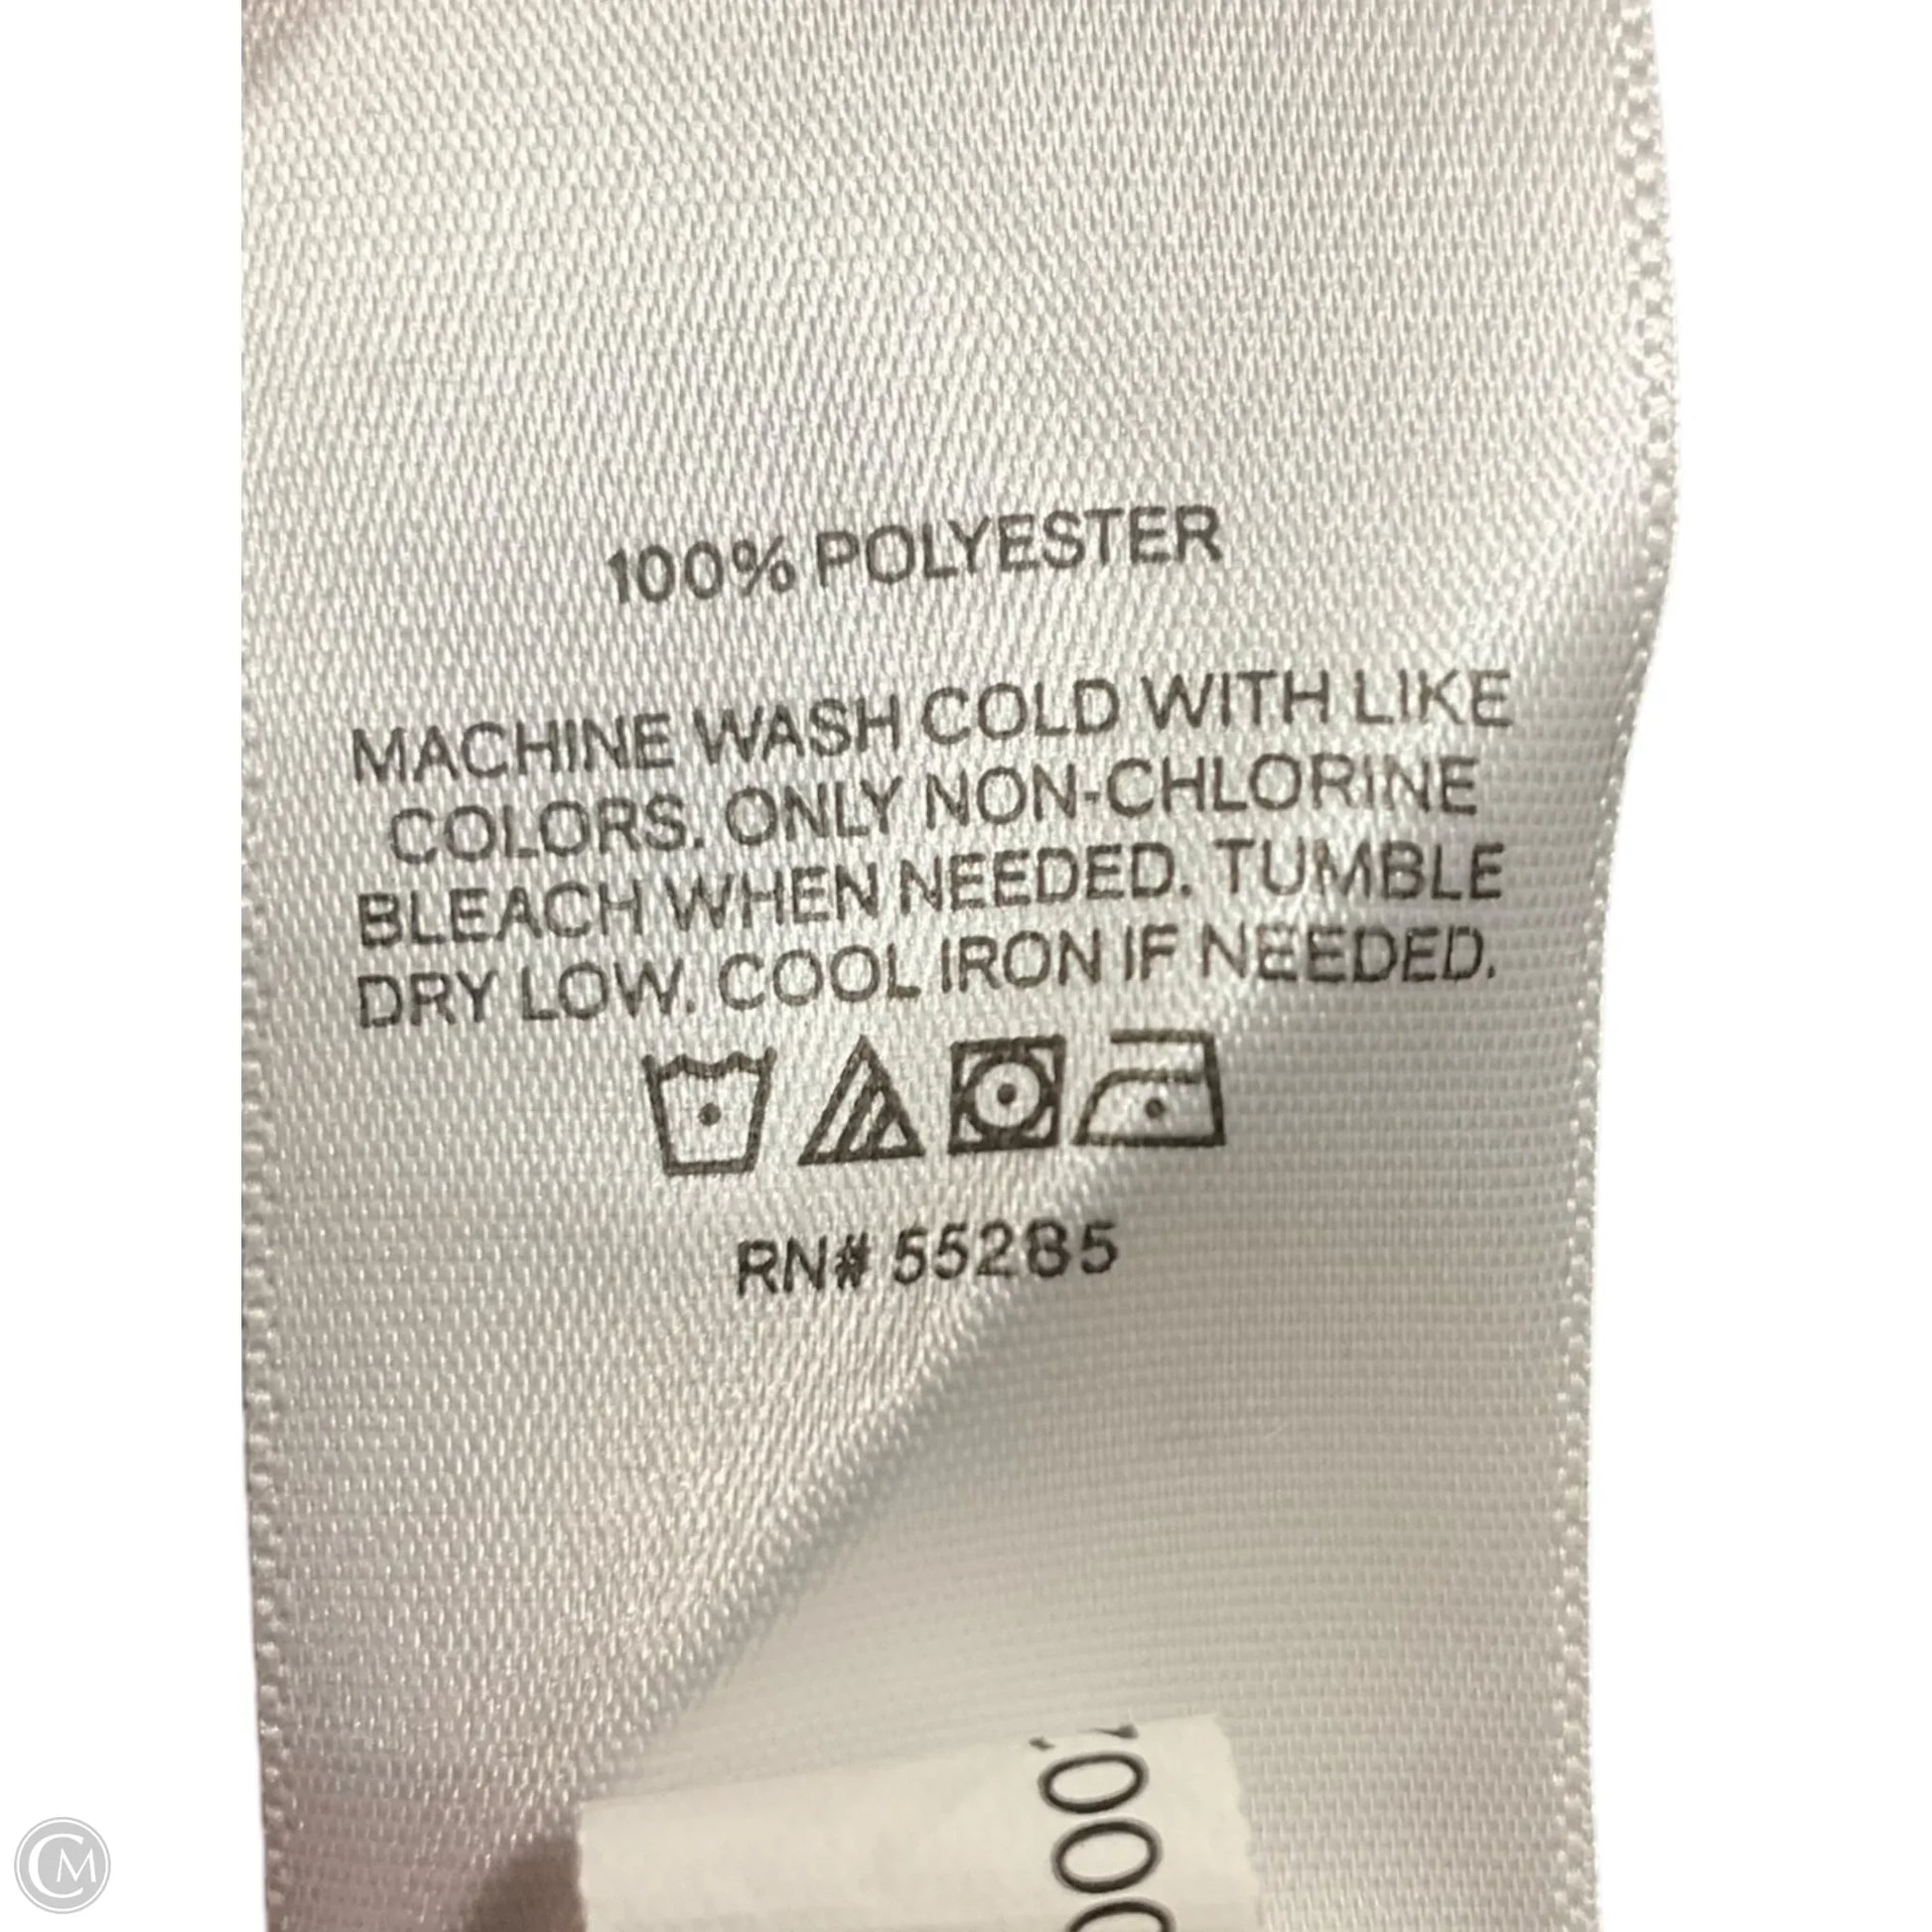 100% POLYESTER
MACHINE WASH COLD WITH LIKE
COLORS. ONLY NON-CHLORINE
BLEACH WHEN NEEDED. TUMBLE
DRY LOW. COOL IRON IF NEEDED.
RN# 55285
CM